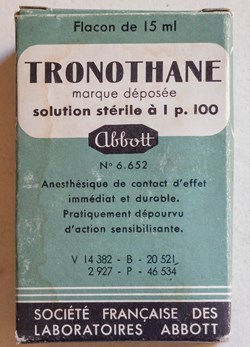 Flacon de 15 ml
TRONOTHANE
marque déposée
solution stérile à 1 p. 100
Abbott
N° 6.652
Anesthésique de contact d'effet
immédiat et durable.
Pratiquement dépourvu
d'action sensibilisante.
V 14 382 - B - 20 521
2 927 - P - 46 534
SOCIÉTÉ FRANÇAISE DES
LABORATOIRES ABBOTT